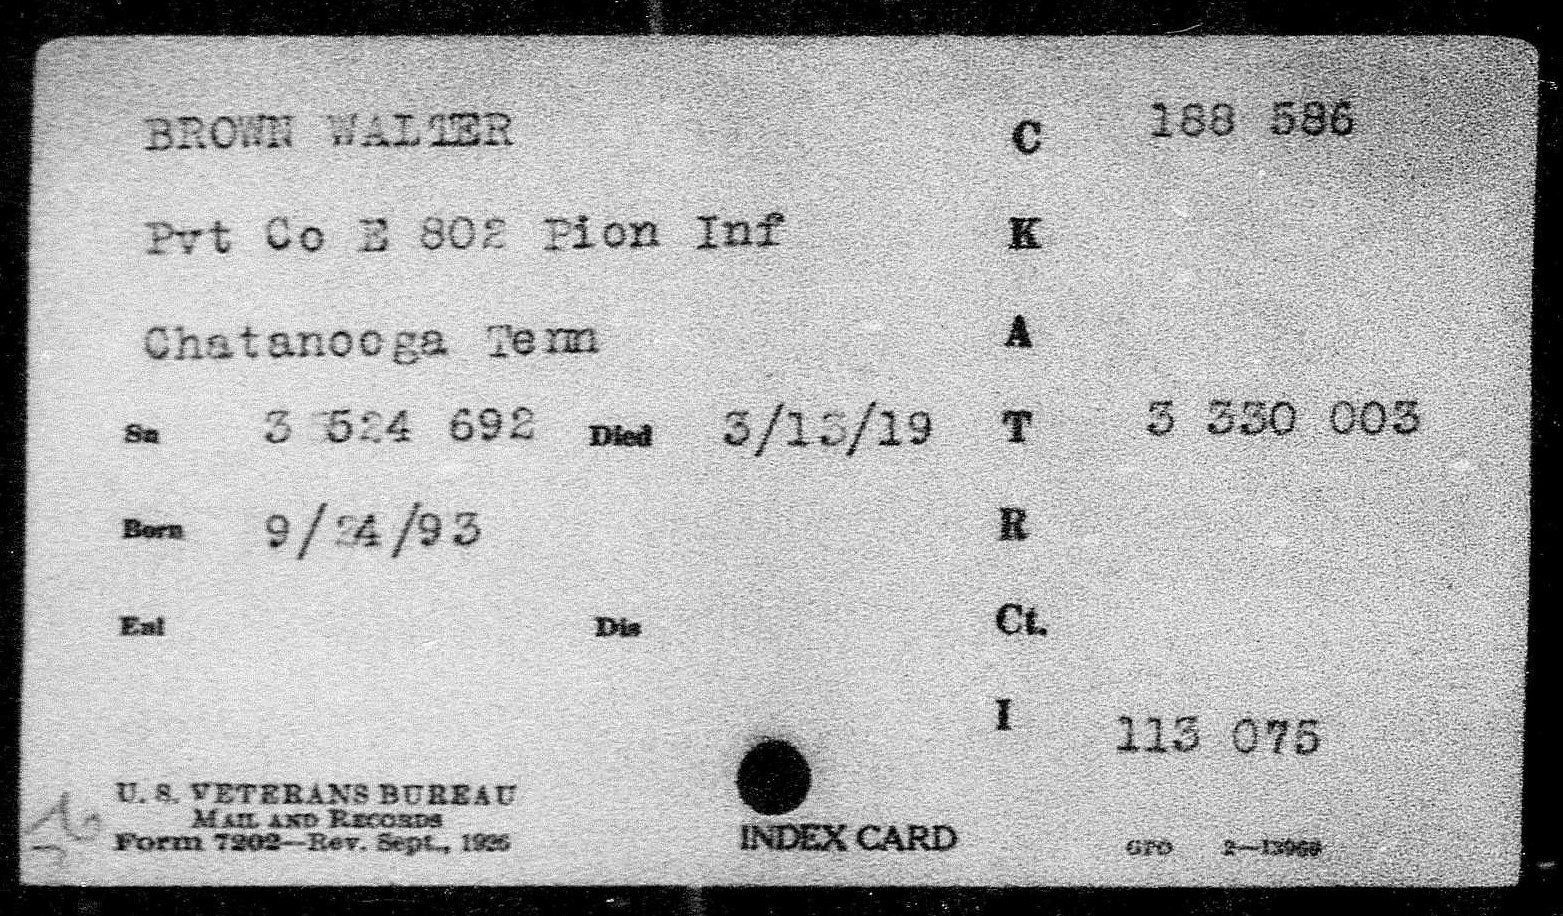 BROWN WALTER C 188 586
Pvt Co E 802 Pion Inf K
Chatanooga Tenn A
Sn 3 524 692 Died 3/13/19 T 3 330 003
Born 9/24/93 R
Enl Dis Ct.
I 113 075
U. S. VETERANS BUREAU
MAIL AND RECORDS
Form 7202—Rev. Sept., 1926
INDEX CARD
GPO